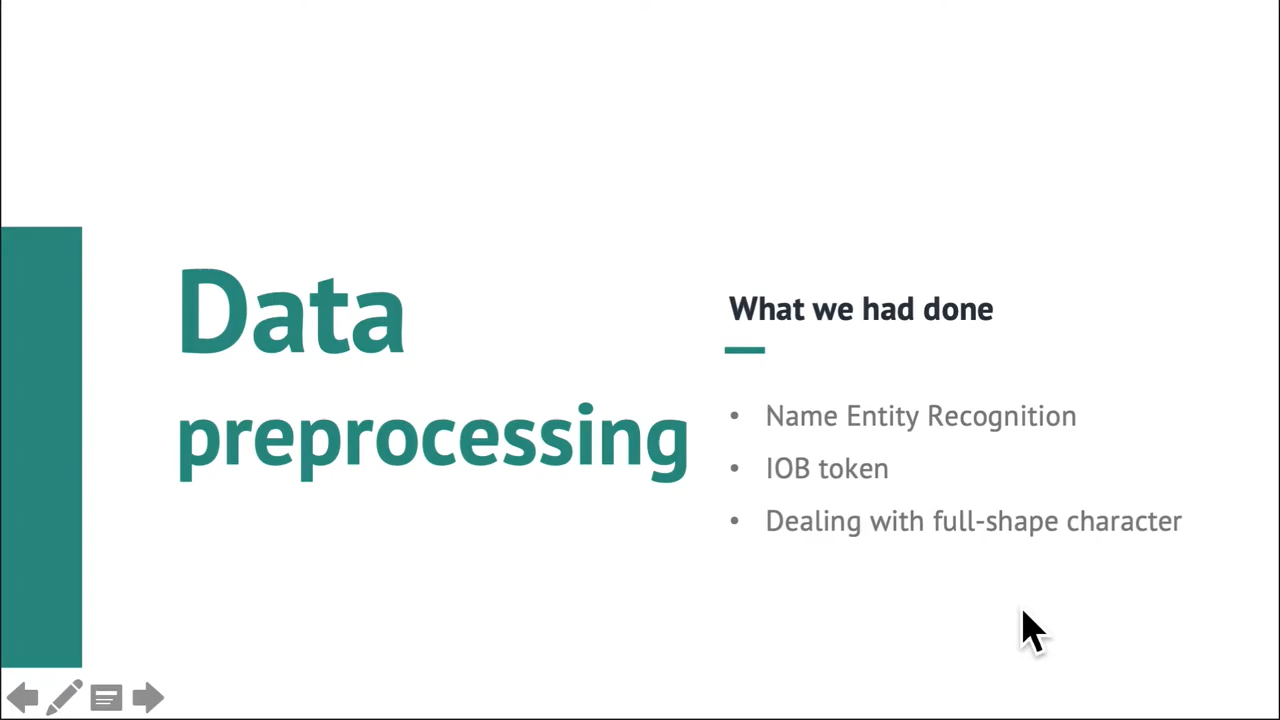 Data
preprocessing
What we had done
• Name Entity Recognition
• IOB token
• Dealing with full-shape character